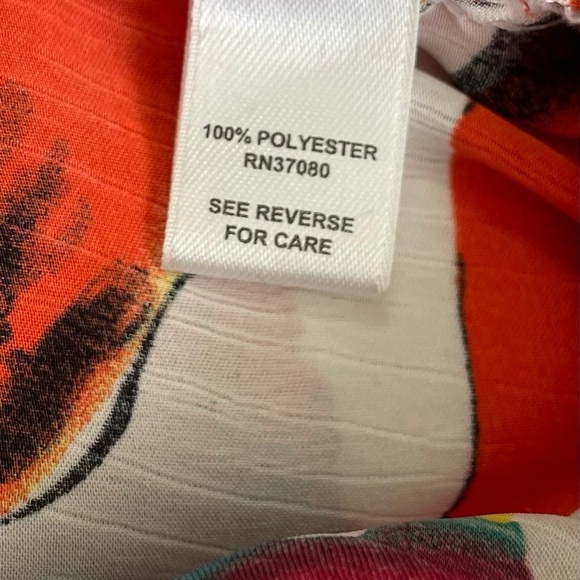 100% POLYESTER
RN37080
SEE REVERSE
FOR CARE